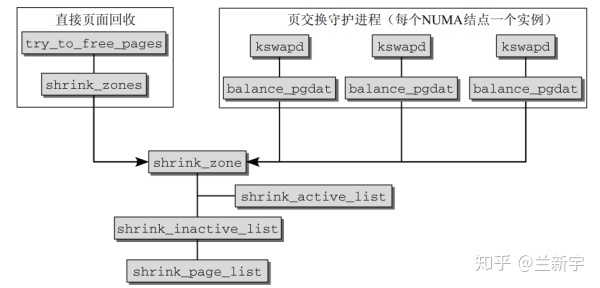 直接页面回收
try_to_free_pages
shrink_zones
页交换守护进程（每个NUMA结点一个实例）
kswapd
kswapd
kswapd
balance_pgdat
balance_pgdat
balance_pgdat
shrink_zone
shrink_active_list
shrink_inactive_list
shrink_page_list
知乎 @兰新宇